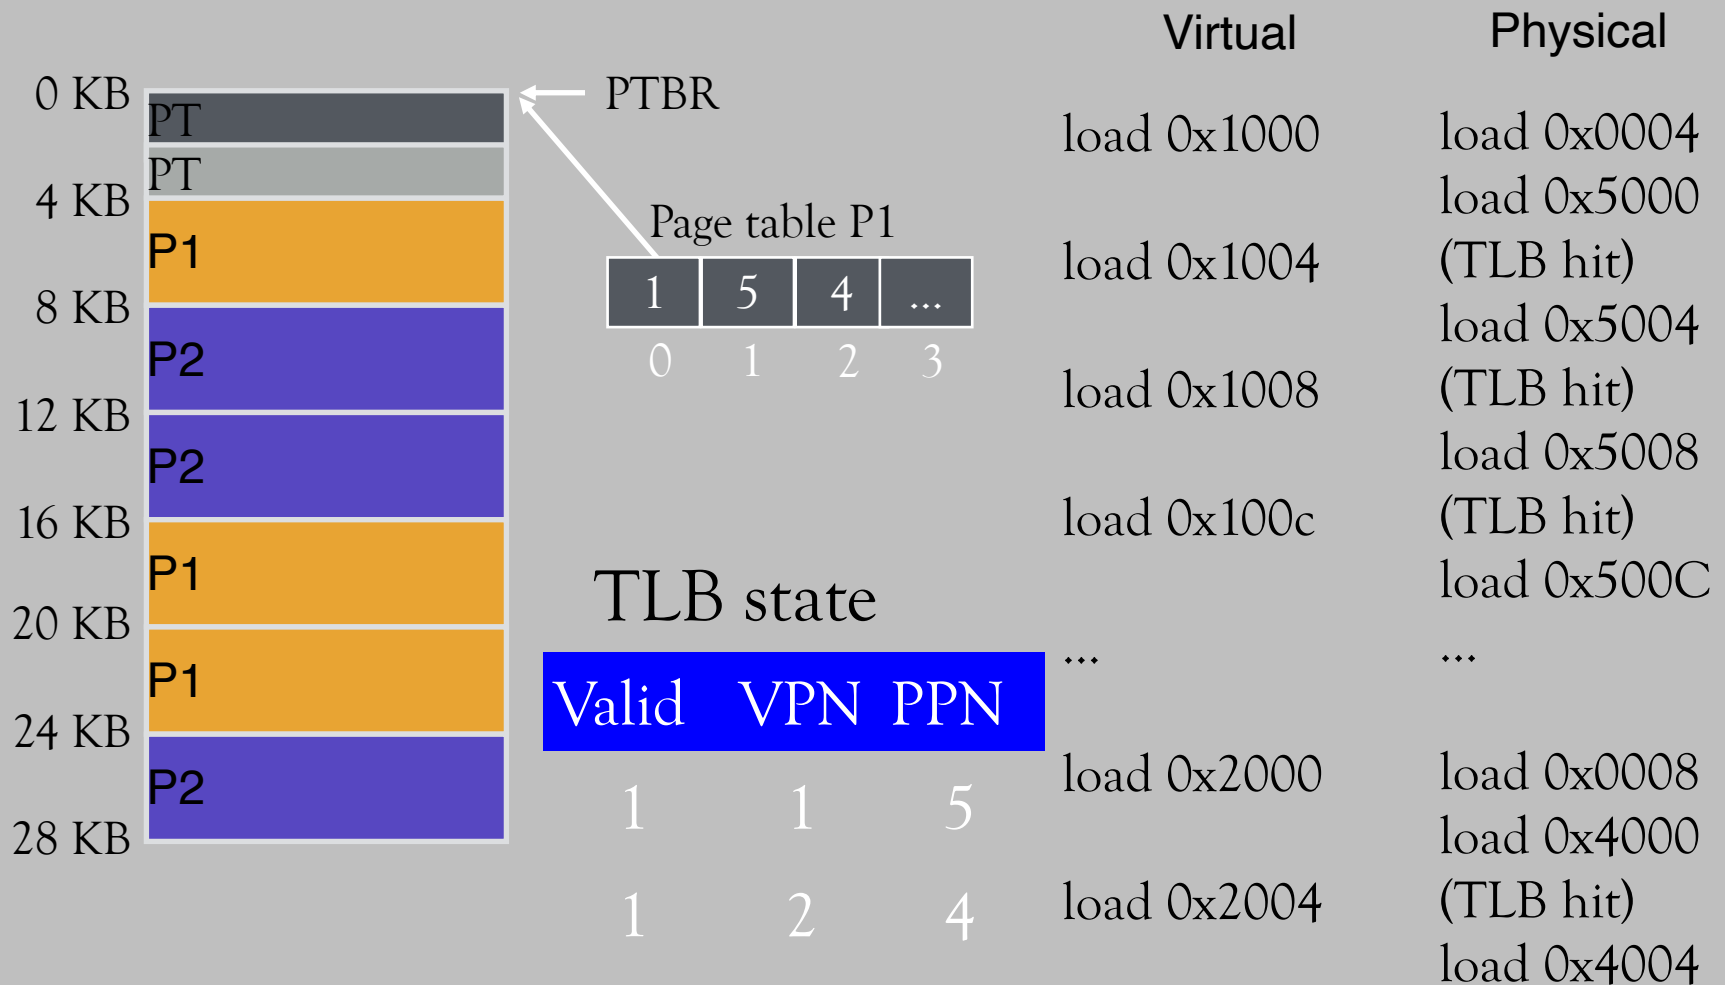 0 KB
PT
PT
4 KB
P1
8 KB
P2
12 KB
P2
16 KB
P1
20 KB
P1
24 KB
P2
28 KB
PTBR
Page table P1
1 5 4 ...
0 1 2 3
TLB state
Valid VPN PPN
1 1 5
1 2 4
Virtual Physical
load 0x1000 load 0x0004
load 0x5000
load 0x1004 (TLB hit)
load 0x5004
load 0x1008 (TLB hit)
load 0x5008
load 0x100c (TLB hit)
load 0x500C
... ...
load 0x2000 load 0x0008
load 0x4000
load 0x2004 (TLB hit)
load 0x4004